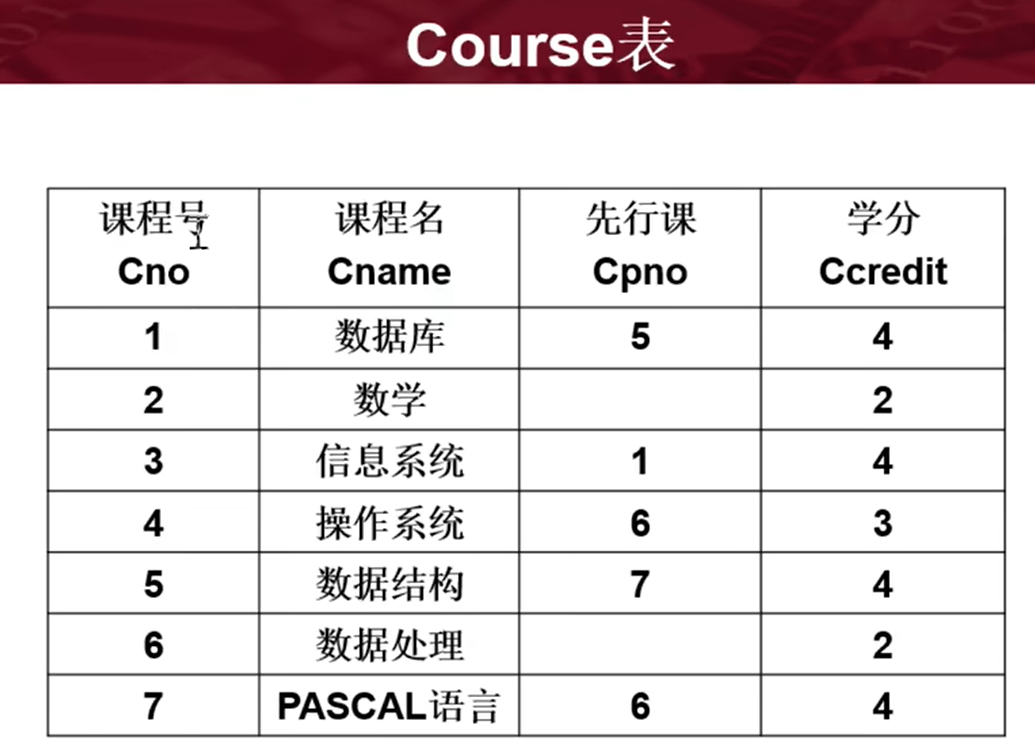 Course表
课程号 课程名 先行课 学分
Cno Cname Cpno Ccredit
1 数据库 5 4
2 数学 2
3 信息系统 1 4
4 操作系统 6 3
5 数据结构 7 4
6 数据处理 2
7 PASCAL语言 6 4